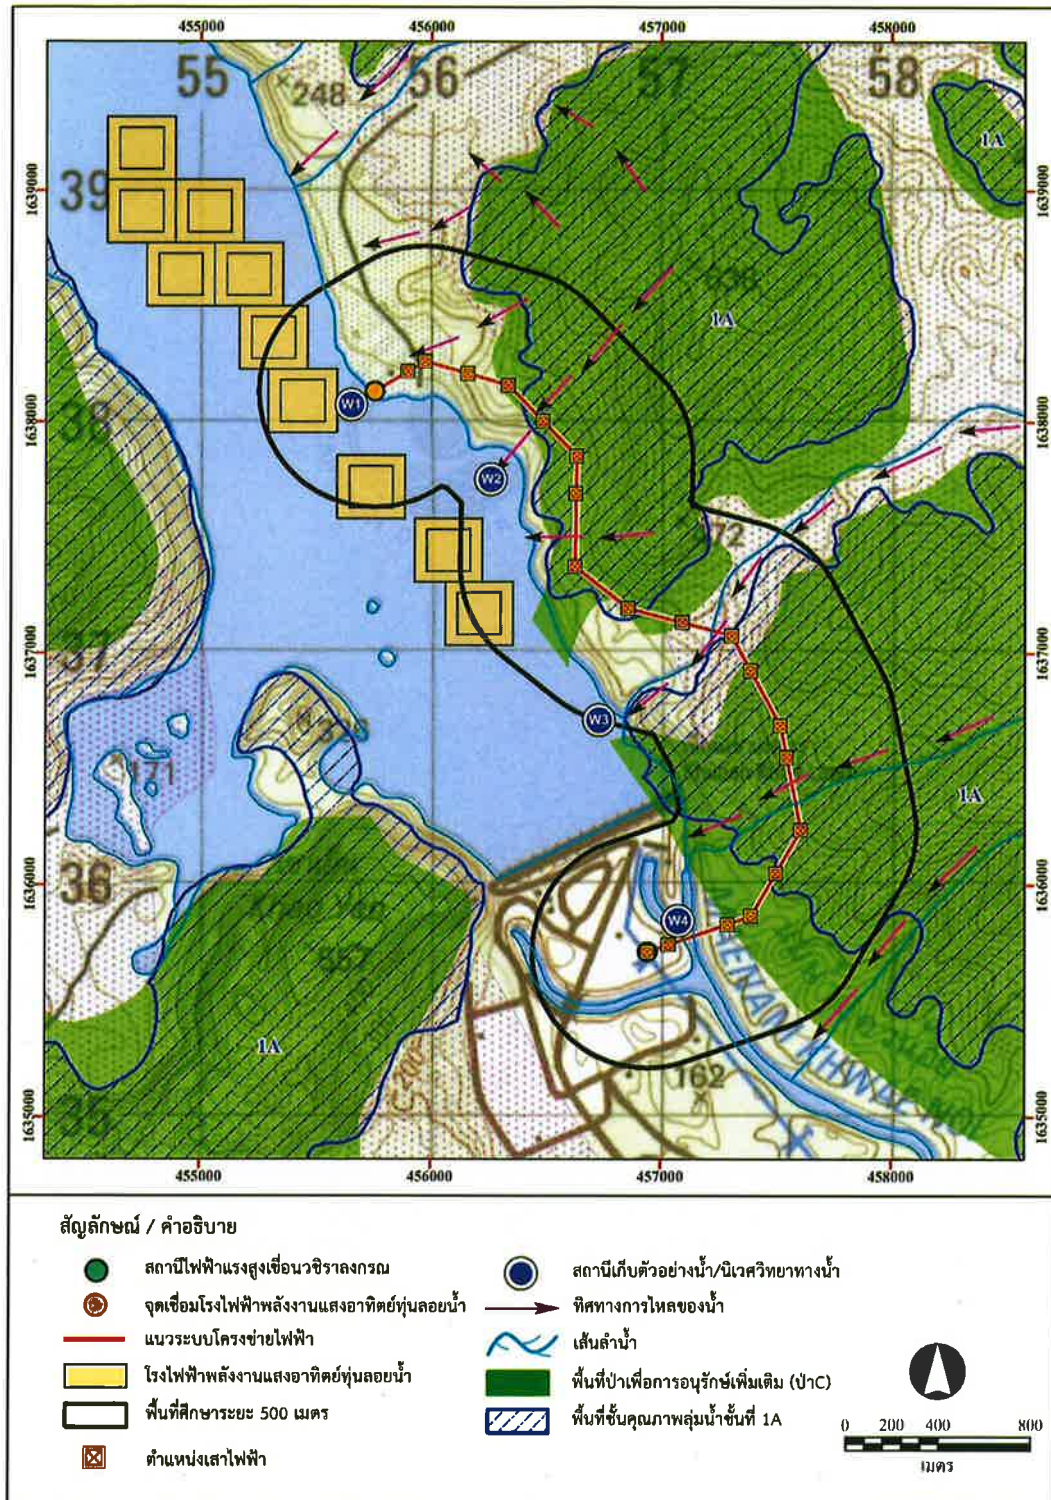 455000 456000 457000 458000
55 56 57 58
248
1A
1639000 39 1639000
1A
W1
1638000 38 1638000
W2
72
1637000 37 1637000
W3
171
1A
1636000 36 1636000
W4
MAENAM KHWAE NOI
357
1A
200
162
1635000 35 1635000
455000 456000 457000 458000
สัญลักษณ์ / คำอธิบาย
สถานีไฟฟ้าแรงสูงเขื่อนวชิราลงกรณ
จุดเชื่อมโรงไฟฟ้าพลังงานแสงอาทิตย์ทุ่นลอยน้ำ
แนวระบบโครงข่ายไฟฟ้า
โรงไฟฟ้าพลังงานแสงอาทิตย์ทุ่นลอยน้ำ
พื้นที่ศึกษาระยะ 500 เมตร
ตำแหน่งเสาไฟฟ้า
สถานีเก็บตัวอย่างน้ำ/นิเวศวิทยาทางน้ำ
ทิศทางการไหลของน้ำ
เส้นลำน้ำ
พื้นที่ป่าเพื่อการอนุรักษ์เพิ่มเติม (ป่าC)
พื้นที่ชั้นคุณภาพลุ่มน้ำชั้นที่ 1A
0 200 400 800
เมตร